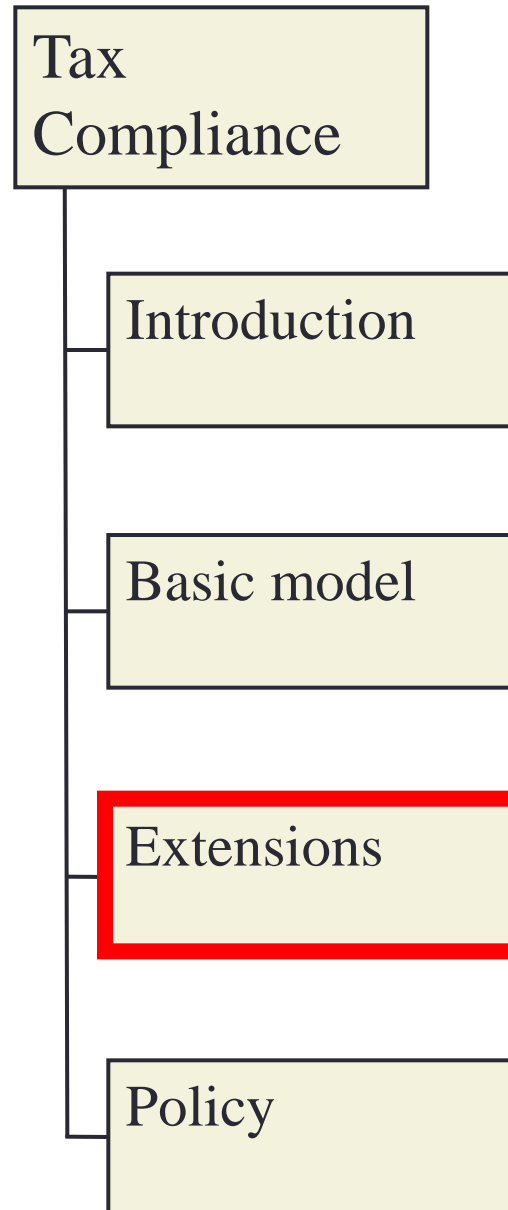 Tax
Compliance
Introduction
Basic model
Extensions
Policy